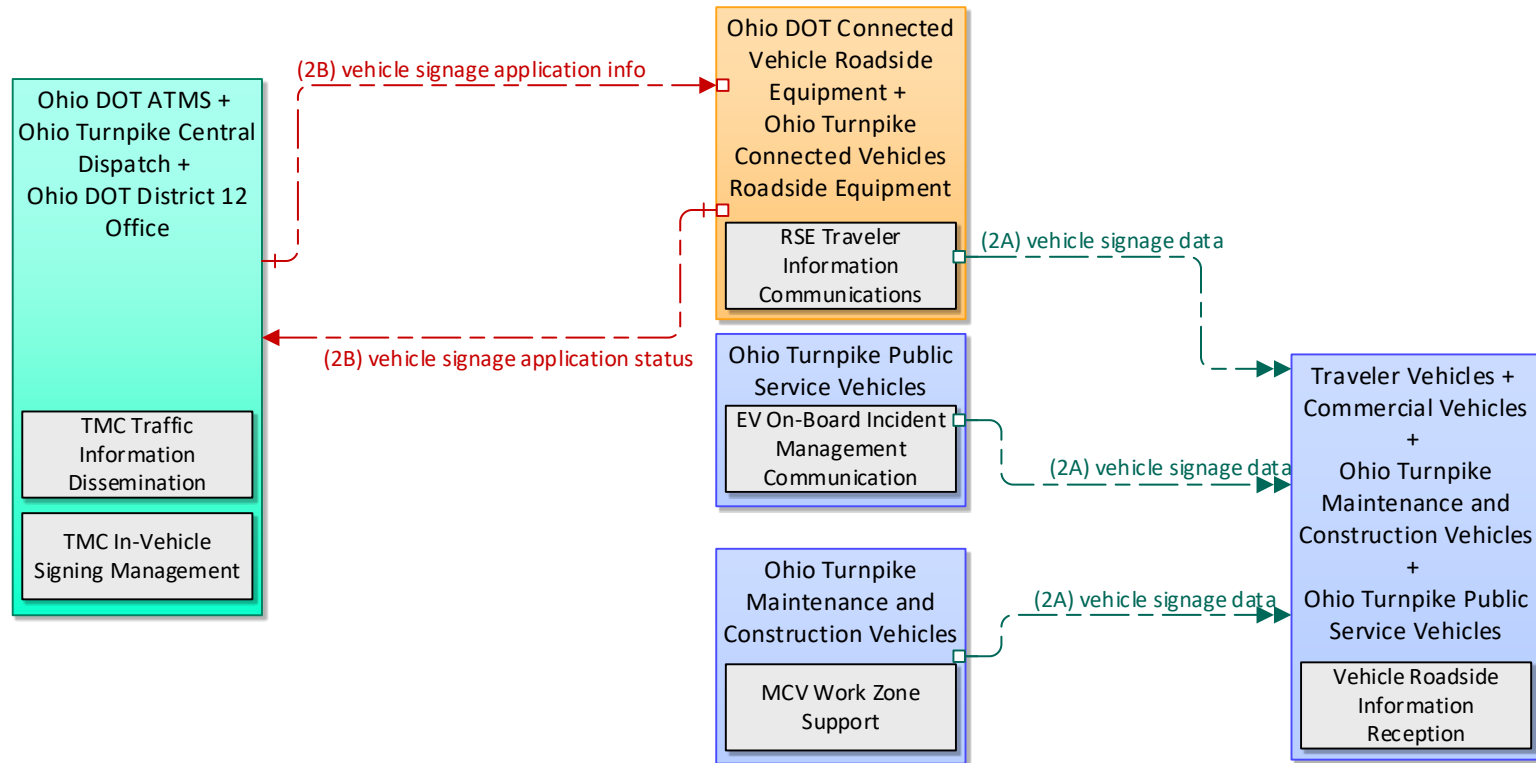 Ohio DOT ATMS +
Ohio Turnpike Central
Dispatch +
Ohio DOT District 12
Office
TMC Traffic
Information
Dissemination
TMC In-Vehicle
Signing Management
(2B) vehicle signage application info
(2B) vehicle signage application status
Ohio DOT Connected
Vehicle Roadside
Equipment +
Ohio Turnpike
Connected Vehicles
Roadside Equipment
RSE Traveler
Information
Communications
(2A) vehicle signage data
Ohio Turnpike Public
Service Vehicles
EV On-Board Incident
Management
Communication
(2A) vehicle signage data
Ohio Turnpike
Maintenance and
Construction Vehicles
MCV Work Zone
Support
(2A) vehicle signage data
Traveler Vehicles +
Commercial Vehicles
+
Ohio Turnpike
Maintenance and
Construction Vehicles
+
Ohio Turnpike Public
Service Vehicles
Vehicle Roadside
Information
Reception